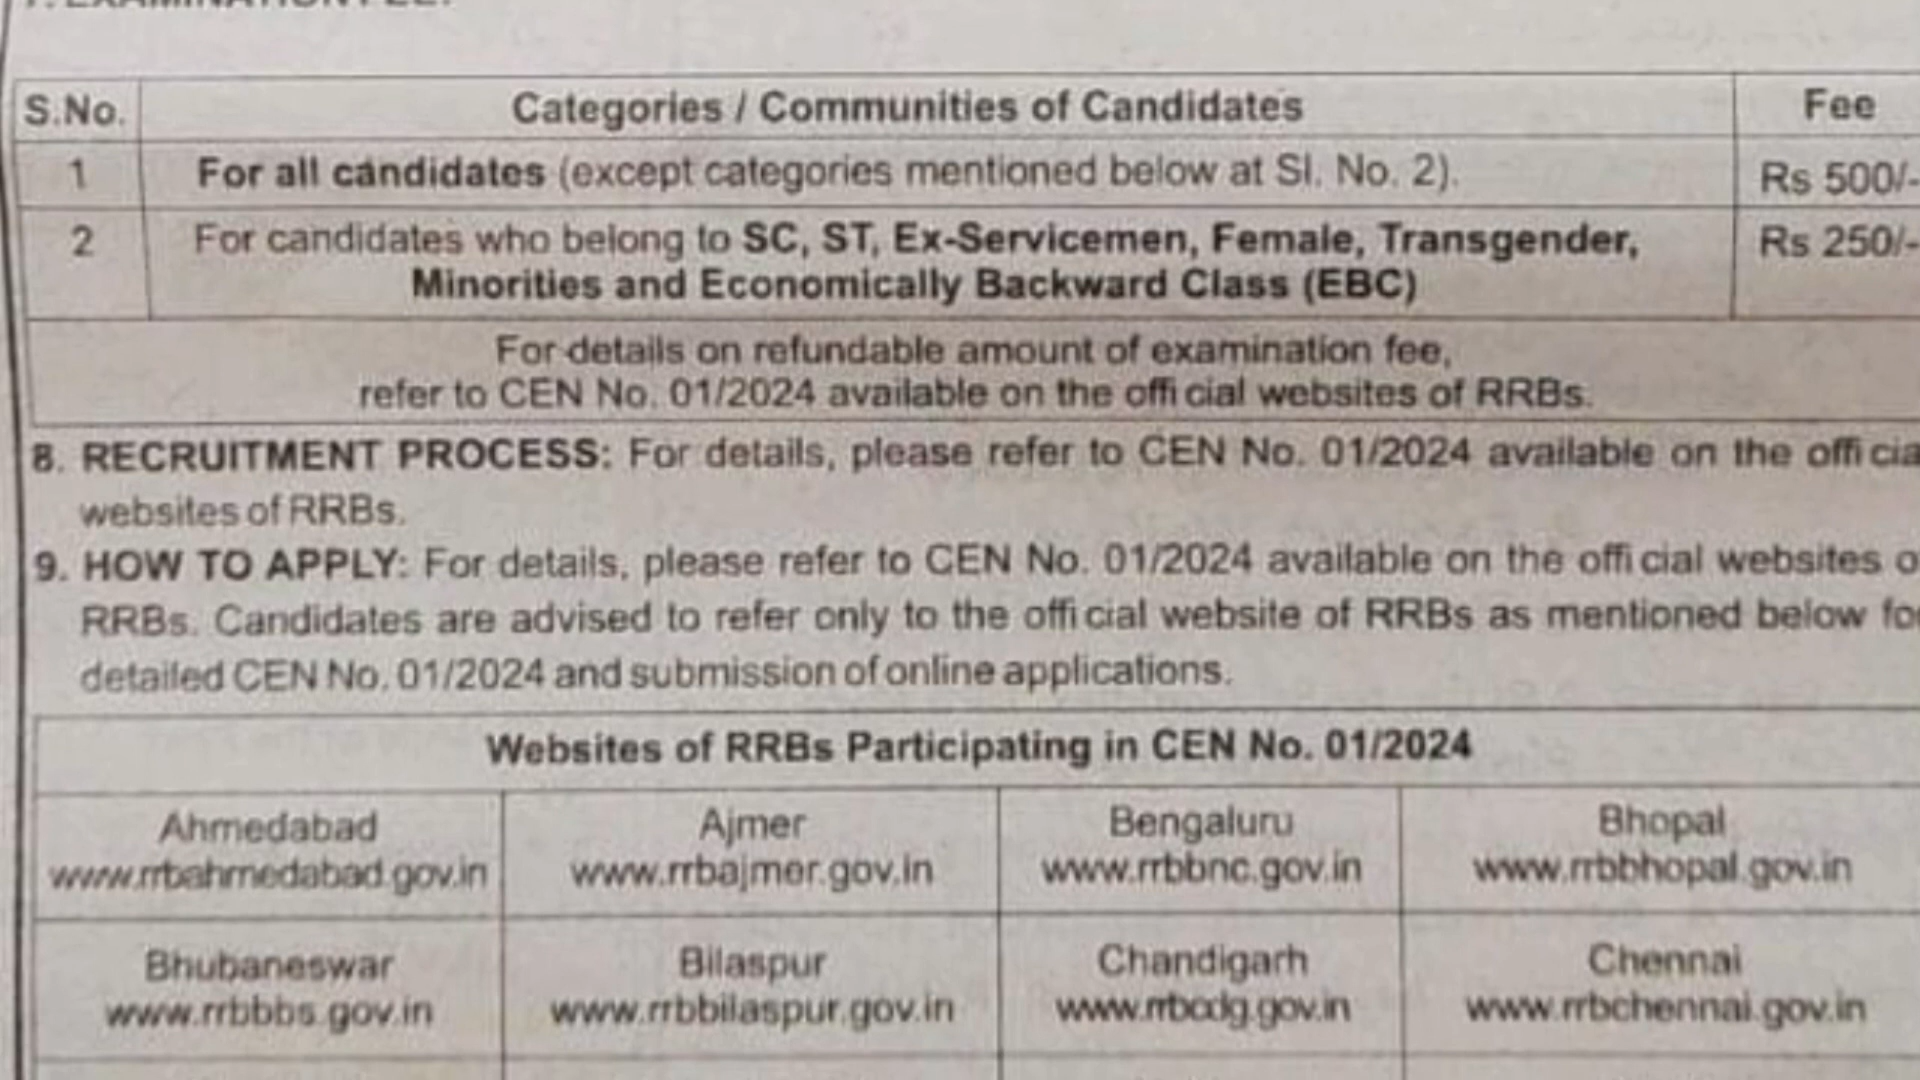 7. EXAMINATION FEE:
S.No. Categories / Communities of Candidates Fee
1 For all candidates (except categories mentioned below at Sl. No. 2). Rs 500/-
2 For candidates who belong to SC, ST, Ex-Servicemen, Female, Transgender, Rs 250/-
Minorities and Economically Backward Class (EBC)
For details on refundable amount of examination fee,
refer to CEN No. 01/2024 available on the official websites of RRBs.
8. RECRUITMENT PROCESS: For details, please refer to CEN No. 01/2024 available on the officia
websites of RRBs.
9. HOW TO APPLY: For details, please refer to CEN No. 01/2024 available on the official websites o
RRBs. Candidates are advised to refer only to the official website of RRBs as mentioned below for
detailed CEN No. 01/2024 and submission of online applications.
Websites of RRBs Participating in CEN No. 01/2024
Ahmedabad Ajmer Bengaluru Bhopal
www.rrbahmedabad.gov.in www.rrbajmer.gov.in www.rrbbnc.gov.in www.rrbbhopal.gov.in
Bhubaneswar Bilaspur Chandigarh Chennai
www.rrbbbs.gov.in www.rrbbilaspur.gov.in www.rrbcdg.gov.in www.rrbchennai.gov.in